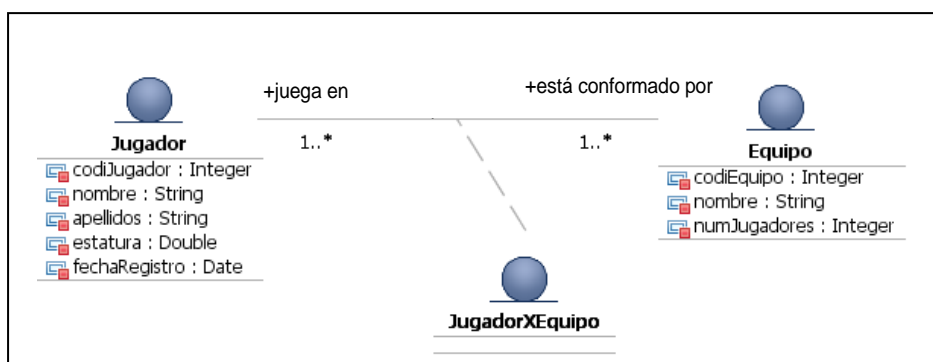 +juega en
+está conformado por
1..*
1..*
Jugador
codiJugador : Integer
nombre : String
apellidos : String
estatura : Double
fechaRegistro : Date
Equipo
codiEquipo : Integer
nombre : String
numJugadores : Integer
JugadorXEquipo